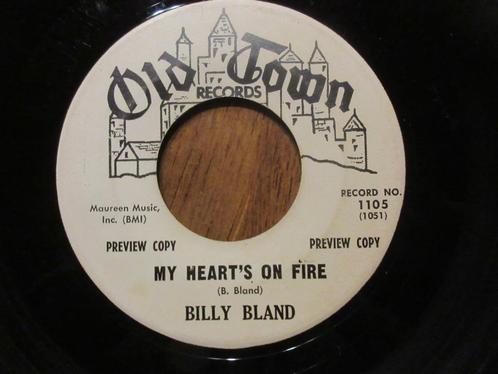 Old Town
RECORDS
Maureen Music,
Inc. (BMI)
RECORD NO.
1105
(1051)
PREVIEW COPY
PREVIEW COPY
MY HEART'S ON FIRE
(B. Bland)
BILLY BLAND